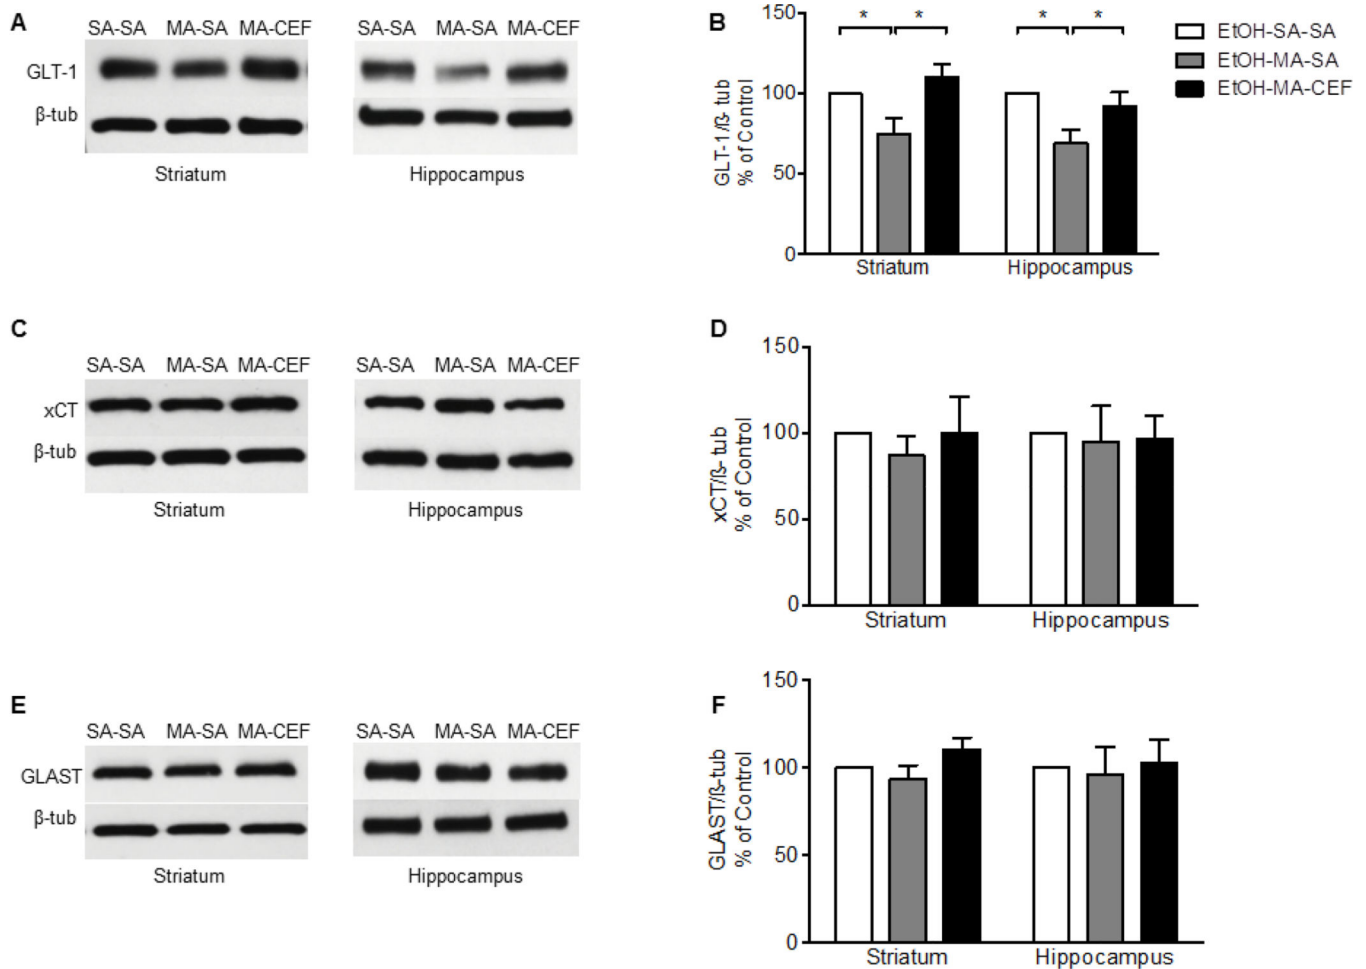 A
SA-SA MA-SA MA-CEF
GLT-1
β-tub
Striatum
SA-SA MA-SA MA-CEF
Hippocampus
B
GLT-1/ß- tub
% of Control
150
100
50
0
* * * *
Striatum Hippocampus
EtOH-SA-SA
EtOH-MA-SA
EtOH-MA-CEF
C
SA-SA MA-SA MA-CEF
xCT
β-tub
Striatum
SA-SA MA-SA MA-CEF
Hippocampus
D
xCT/ß- tub
% of Control
150
100
50
0
Striatum Hippocampus
E
SA-SA MA-SA MA-CEF
GLAST
β-tub
Striatum
SA-SA MA-SA MA-CEF
Hippocampus
F
GLAST/ß-tub
% of Control
150
100
50
0
Striatum Hippocampus